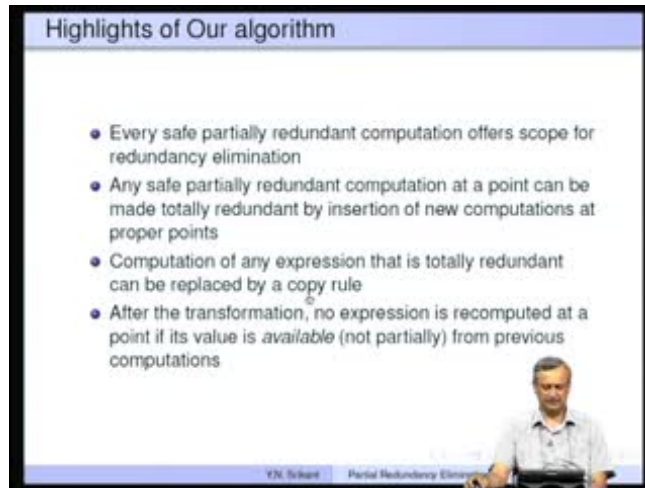 Highlights of Our algorithm
Every safe partially redundant computation offers scope for
redundancy elimination
Any safe partially redundant computation at a point can be
made totally redundant by insertion of new computations at
proper points
Computation of any expression that is totally redundant
can be replaced by a copy rule
After the transformation, no expression is recomputed at a
point if its value is available (not partially) from previous
computations
Y.N. Srikant Partial Redundancy